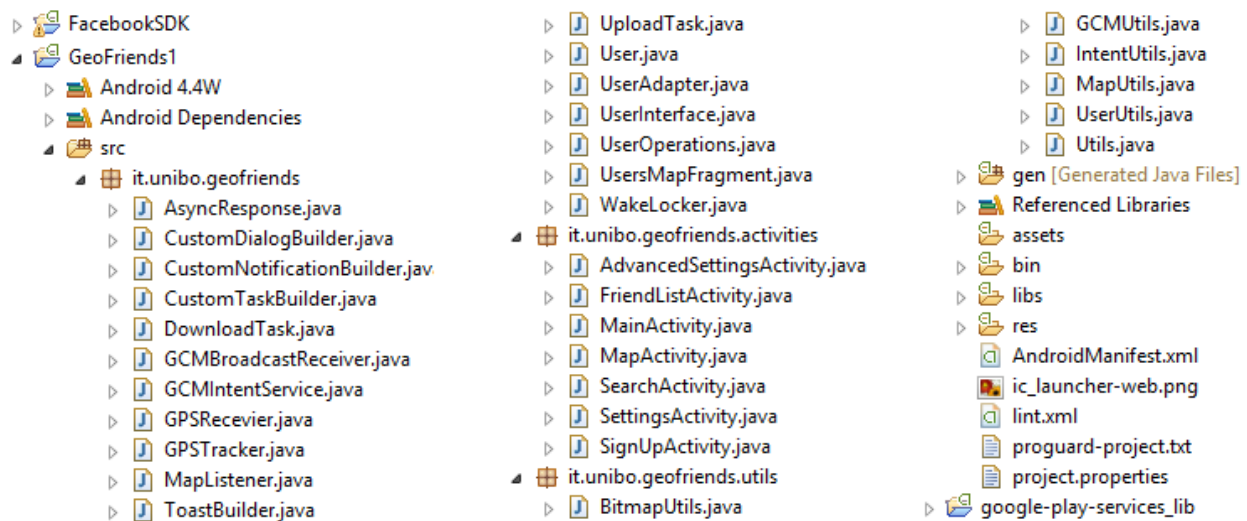 FacebookSDK
GeoFriends1
Android 4.4W
Android Dependencies
src
it.unibo.geofriends
AsyncResponse.java
CustomDialogBuilder.java
CustomNotificationBuilder.jav
CustomTaskBuilder.java
DownloadTask.java
GCMBroadcastReceiver.java
GCMIntentService.java
GPSRecevier.java
GPSTracker.java
MapListener.java
ToastBuilder.java
UploadTask.java
User.java
UserAdapter.java
UserInterface.java
UserOperations.java
UsersMapFragment.java
WakeLocker.java
it.unibo.geofriends.activities
AdvancedSettingsActivity.java
FriendListActivity.java
MainActivity.java
MapActivity.java
SearchActivity.java
SettingsActivity.java
SignUpActivity.java
it.unibo.geofriends.utils
BitmapUtils.java
GCMUtils.java
IntentUtils.java
MapUtils.java
UserUtils.java
Utils.java
gen [Generated Java Files]
Referenced Libraries
assets
bin
libs
res
AndroidManifest.xml
ic_launcher-web.png
lint.xml
proguard-project.txt
project.properties
google-play-services_lib